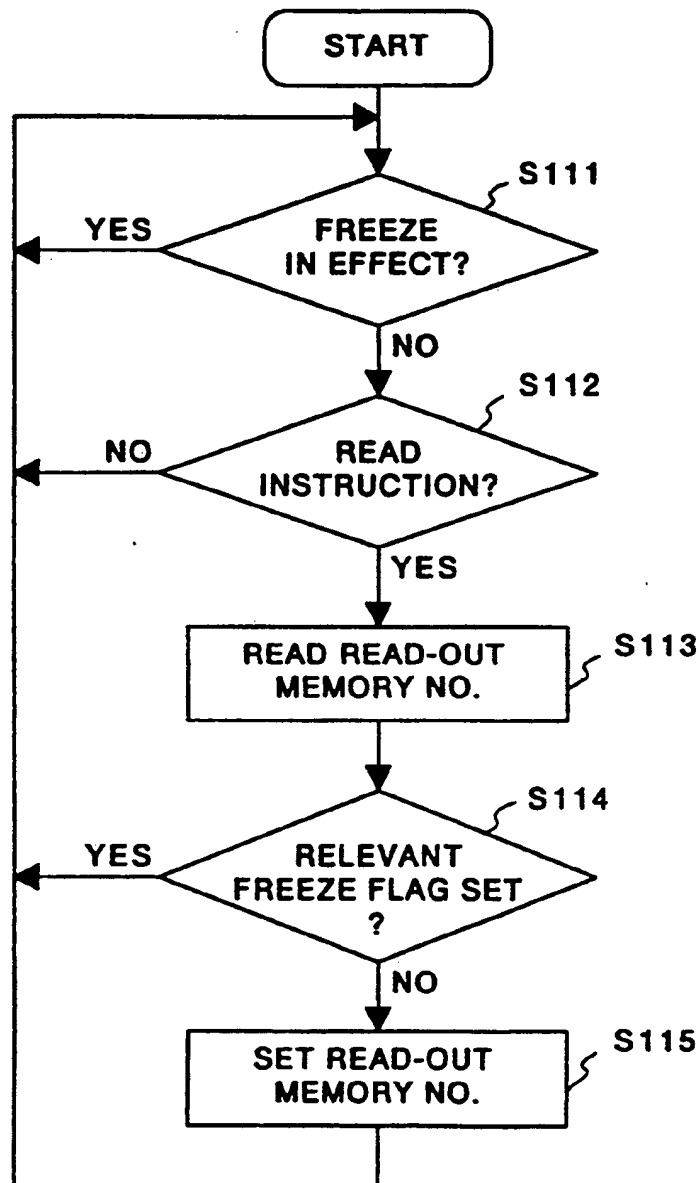 START
S111
YES
FREEZE
IN EFFECT?
NO
S112
NO
READ
INSTRUCTION?
YES
S113
READ READ-OUT
MEMORY NO.
S114
YES
RELEVANT
FREEZE FLAG SET
?
NO
S115
SET READ-OUT
MEMORY NO.